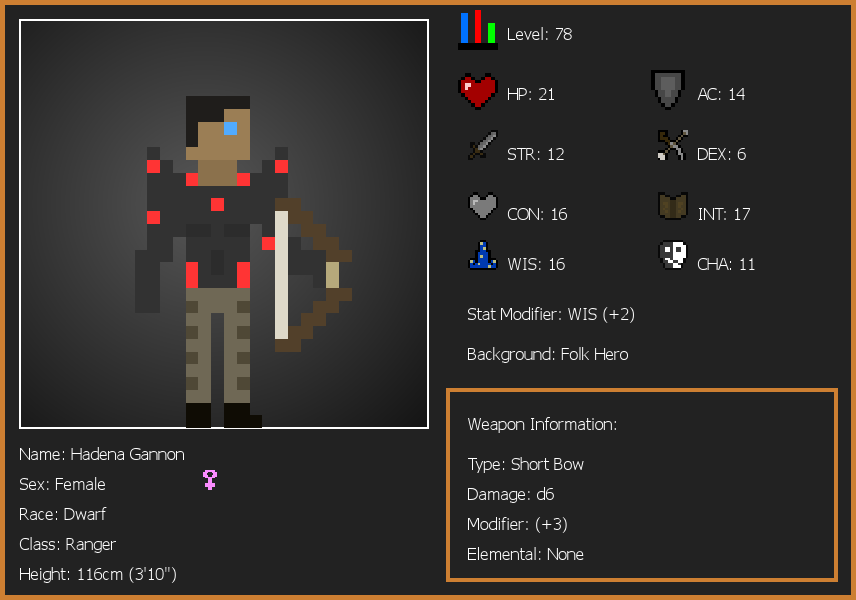 Level: 78
HP: 21
AC: 14
STR: 12
DEX: 6
CON: 16
INT: 17
WIS: 16
CHA: 11
Stat Modifier: WIS (+2)
Background: Folk Hero
Weapon Information:
Type: Short Bow
Damage: d6
Modifier: (+3)
Elemental: None
Name: Hadena Gannon
Sex: Female
Race: Dwarf
Class: Ranger
Height: 116cm (3'10")